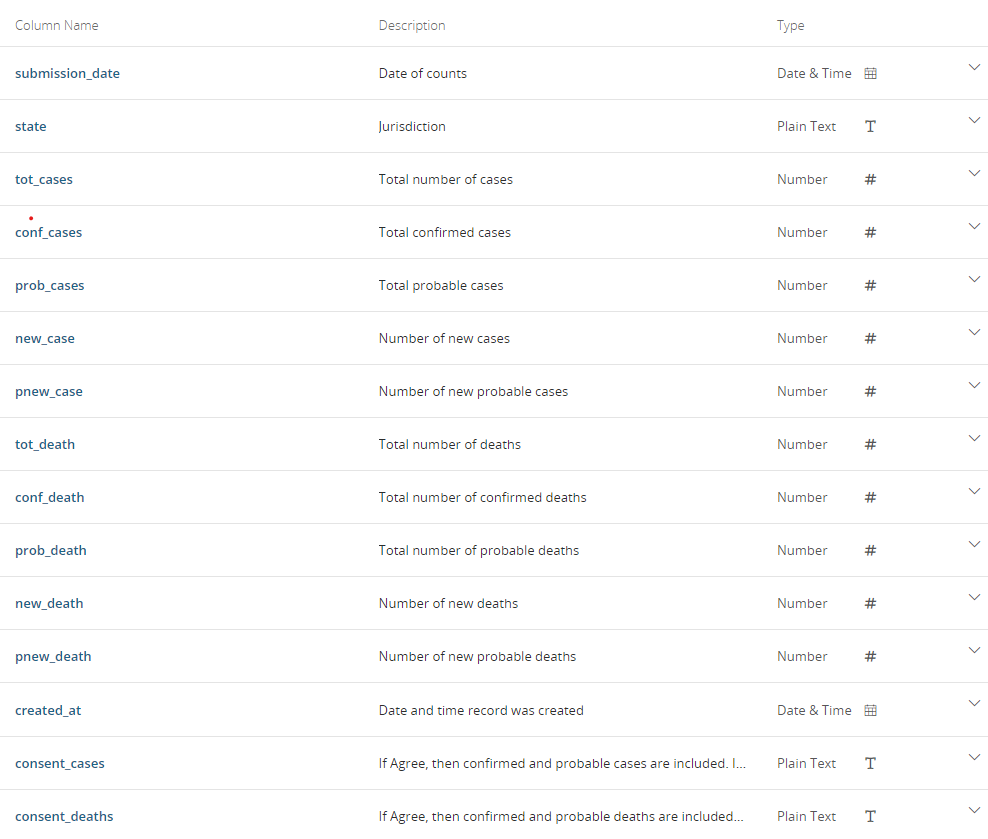 Column Name Description Type
submission_date Date of counts Date & Time
state Jurisdiction Plain Text T
tot_cases Total number of cases Number #
conf_cases Total confirmed cases Number #
prob_cases Total probable cases Number #
new_case Number of new cases Number #
pnew_case Number of new probable cases Number #
tot_death Total number of deaths Number #
conf_death Total number of confirmed deaths Number #
prob_death Total number of probable deaths Number #
new_death Number of new deaths Number #
pnew_death Number of new probable deaths Number #
created_at Date and time record was created Date & Time
consent_cases If Agree, then confirmed and probable cases are included. I... Plain Text T
consent_deaths If Agree, then confirmed and probable deaths are included... Plain Text T